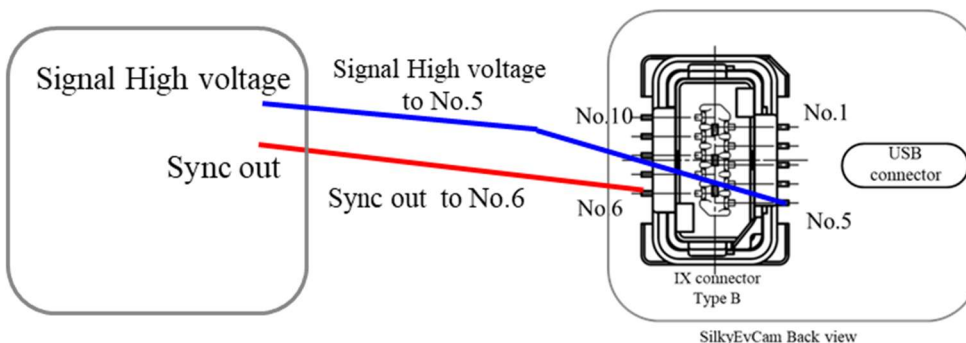 Signal High voltage
Sync out
Signal High voltage
to No.5
Sync out to No.6
No.10
No.6
No.1
No.5
USB
connector
IX connector
Type B
SilkyEvCam Back view